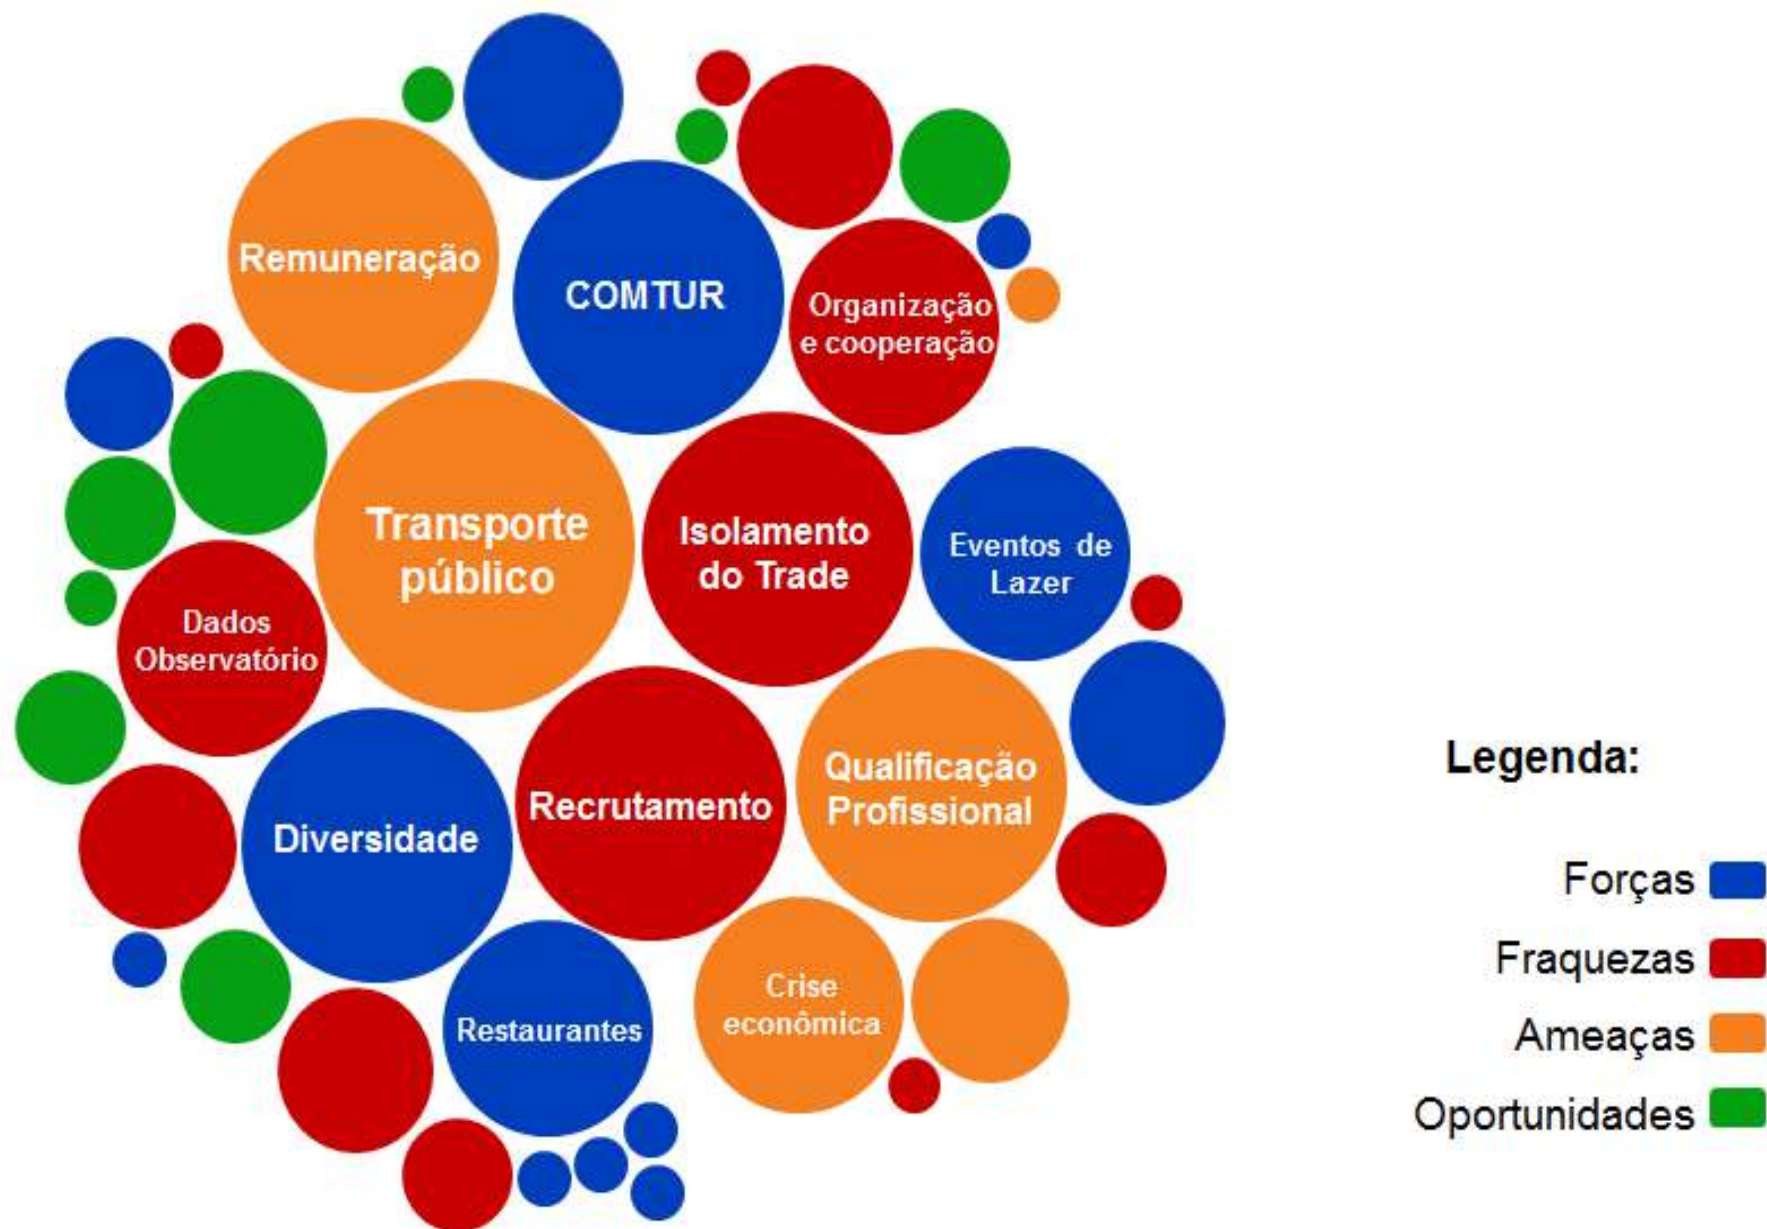 Remuneração
COMTUR
Organização
e cooperação
Transporte
público
Isolamento
do Trade
Eventos de
Lazer
Dados
Observatório
Diversidade
Recrutamento
Qualificação
Profissional
Restaurantes
Crise
econômica
Legenda:
Forças
Fraquezas
Ameaças
Oportunidades